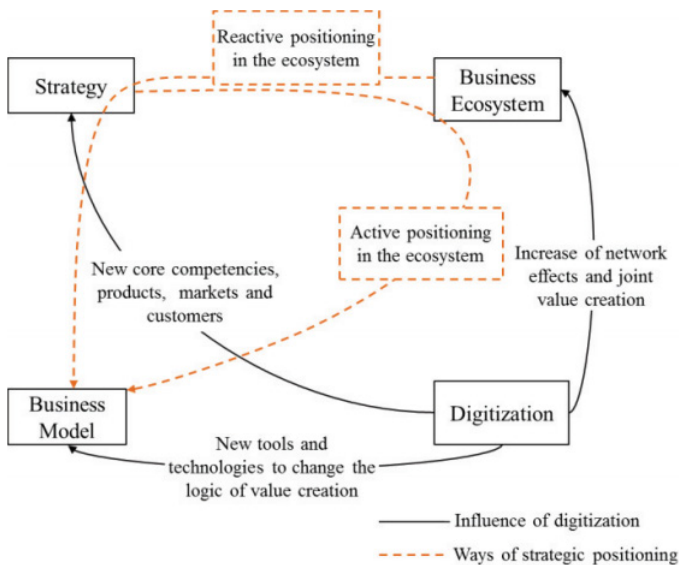 Reactive positioning
in the ecosystem
Strategy
Business
Ecosystem
Active positioning
in the ecosystem
New core competencies,
products, markets and
customers
Increase of network
effects and joint
value creation
Business
Model
Digitization
New tools and
technologies to change the
logic of value creation
Influence of digitization
Ways of strategic positioning